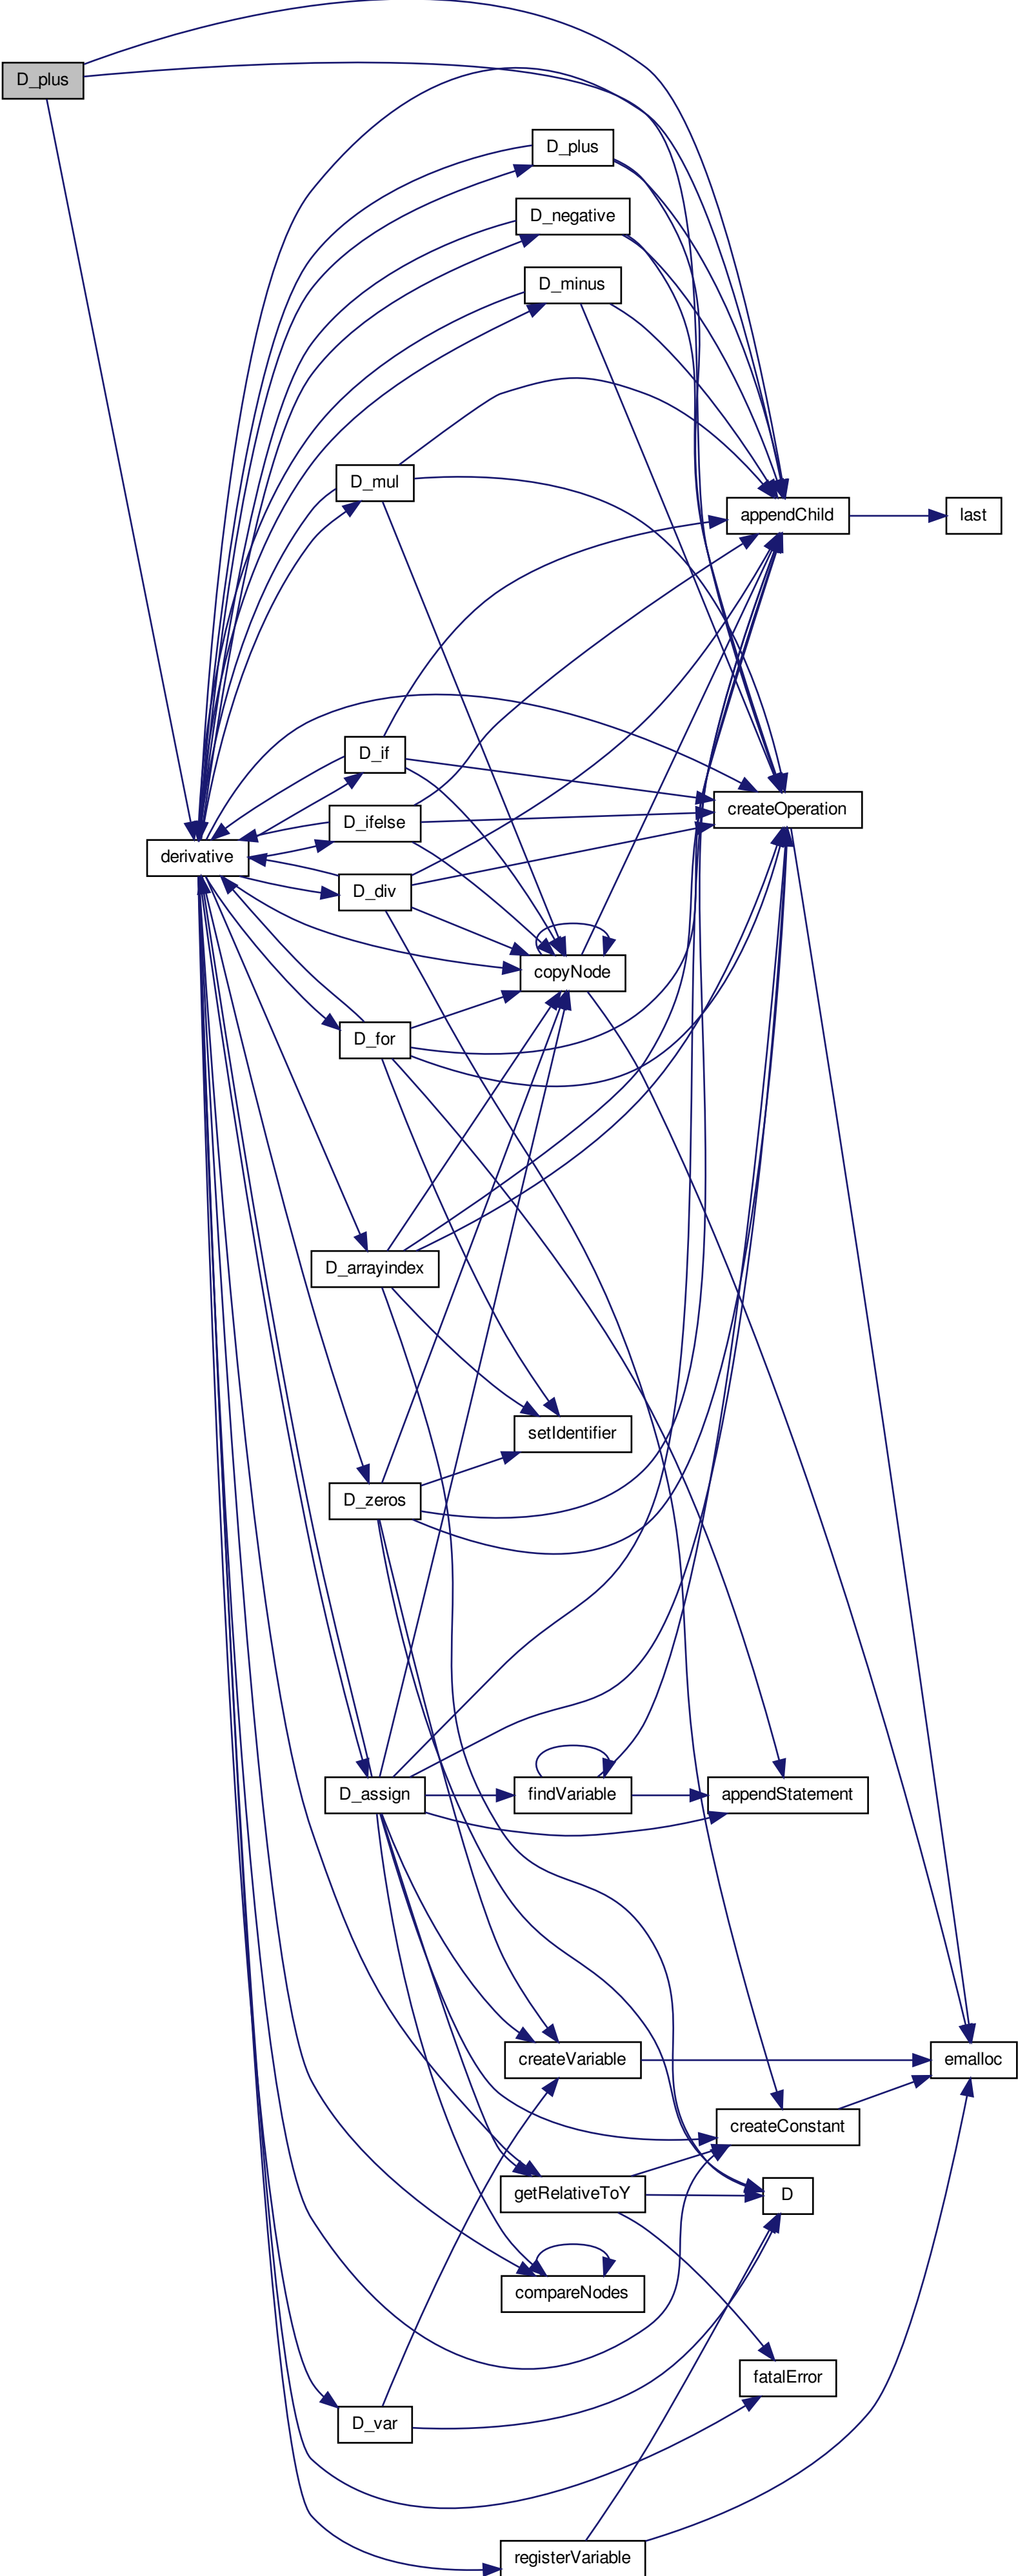 D_plus
D_plus
D_negative
D_minus
D_mul
appendChild
last
D_if
createOperation
D_ifelse
derivative
D_div
copyNode
D_for
D_arrayindex
setIdentifier
D_zeros
D_assign
findVariable
appendStatement
createVariable
emalloc
createConstant
getRelativeToY
D
compareNodes
fatalError
D_var
registerVariable